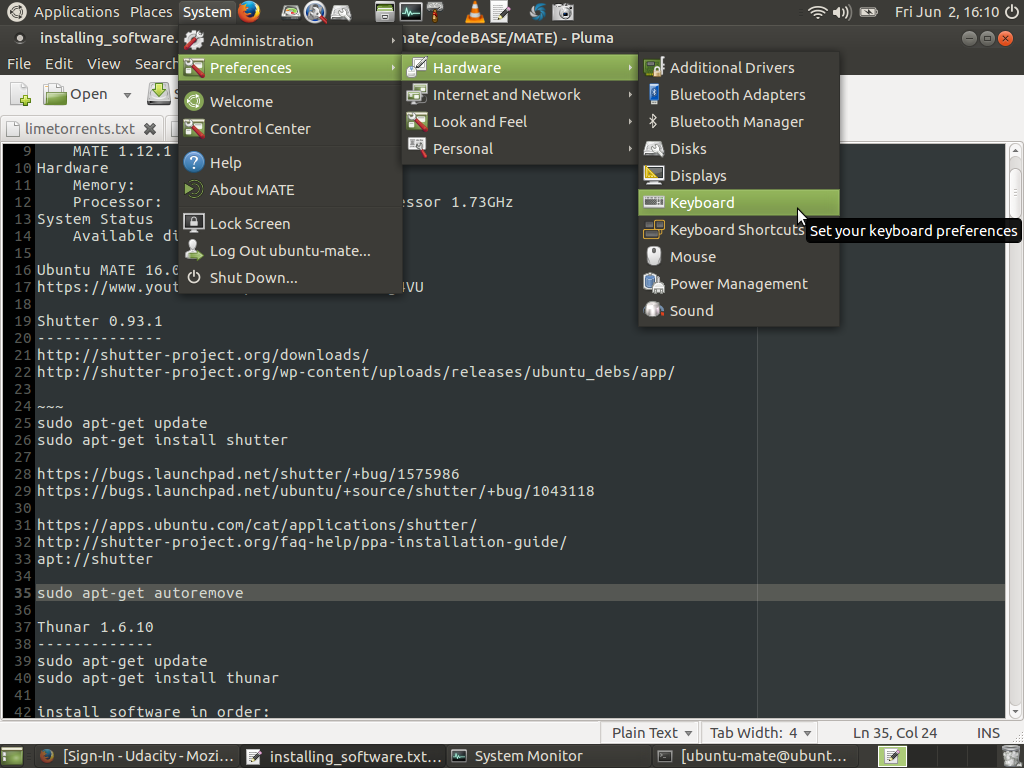 Applications Places System
Fri Jun 2, 16:10
installing_software.
mate/codeBASE/MATE) - Pluma
File Edit View Search
Open
limetorrents.txt
Administration
Preferences
Welcome
Control Center
Help
About MATE
Lock Screen
Log Out ubuntu-mate...
Shut Down...
Hardware
Internet and Network
Look and Feel
Personal
Additional Drivers
Bluetooth Adapters
Bluetooth Manager
Disks
Displays
Keyboard
Keyboard Shortcuts
Mouse
Power Management
Sound
Set your keyboard preferences
9 MATE 1.12.1
10 Hardware
11 Memory:
12 Processor: essor 1.73GHz
13 System Status
14 Available di
15
16 Ubuntu MATE 16.0
17 https://www.yout 4VU
18
19 Shutter 0.93.1
20 --------------
21 http://shutter-project.org/downloads/
22 http://shutter-project.org/wp-content/uploads/releases/ubuntu_debs/app/
23
24 ~~~
25 sudo apt-get update
26 sudo apt-get install shutter
27
28 https://bugs.launchpad.net/shutter/+bug/1575986
29 https://bugs.launchpad.net/ubuntu/+source/shutter/+bug/1043118
30
31 https://apps.ubuntu.com/cat/applications/shutter/
32 http://shutter-project.org/faq-help/ppa-installation-guide/
33 apt://shutter
34
35 sudo apt-get autoremove
36
37 Thunar 1.6.10
38 -------------
39 sudo apt-get update
40 sudo apt-get install thunar
41
42 install software in order:
Plain Text Tab Width: 4 Ln 35, Col 24 INS
[Sign-In - Udacity - Mozi... installing_software.txt... System Monitor [ubuntu-mate@ubunt...